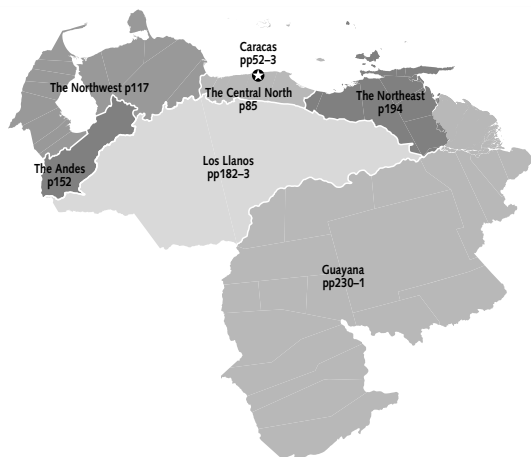 Caracas
pp52–3
The Northwest p117
The Central North
p85
The Northeast
p194
The Andes
p152
Los Llanos
pp182–3
Guayana
pp230–1